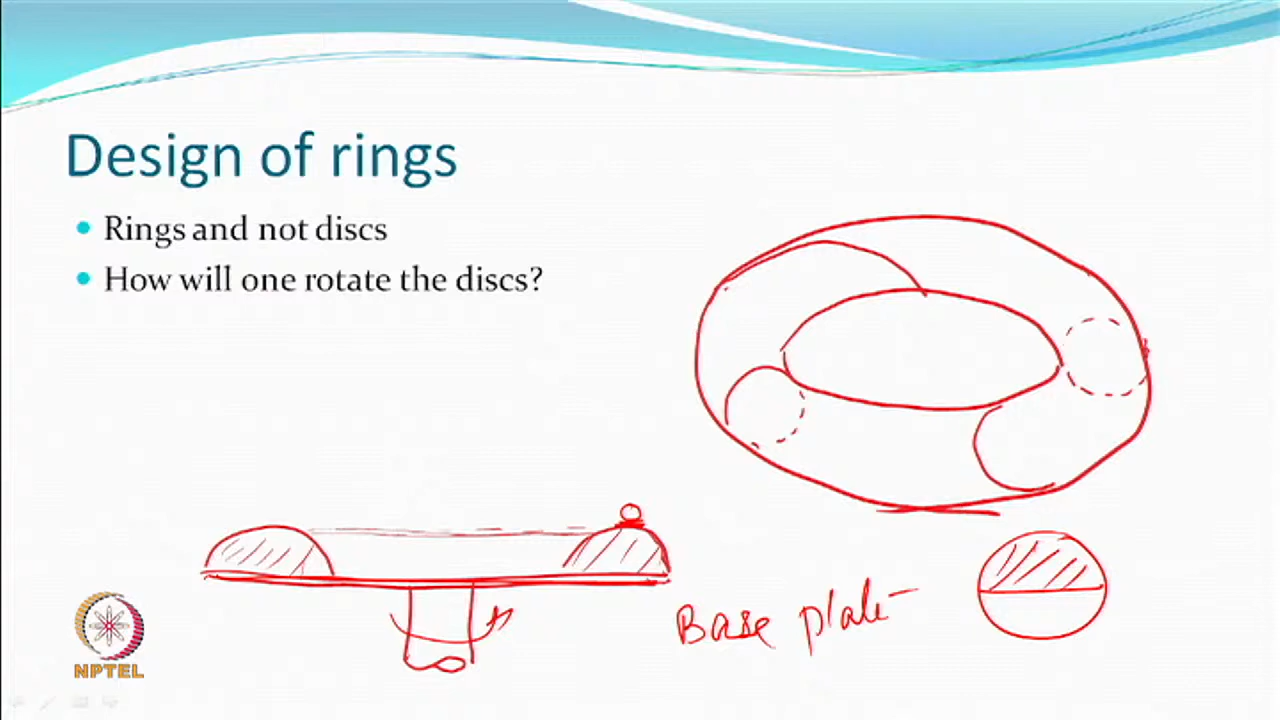 Design of rings
Rings and not discs
How will one rotate the discs?
Base plate
NPTEL